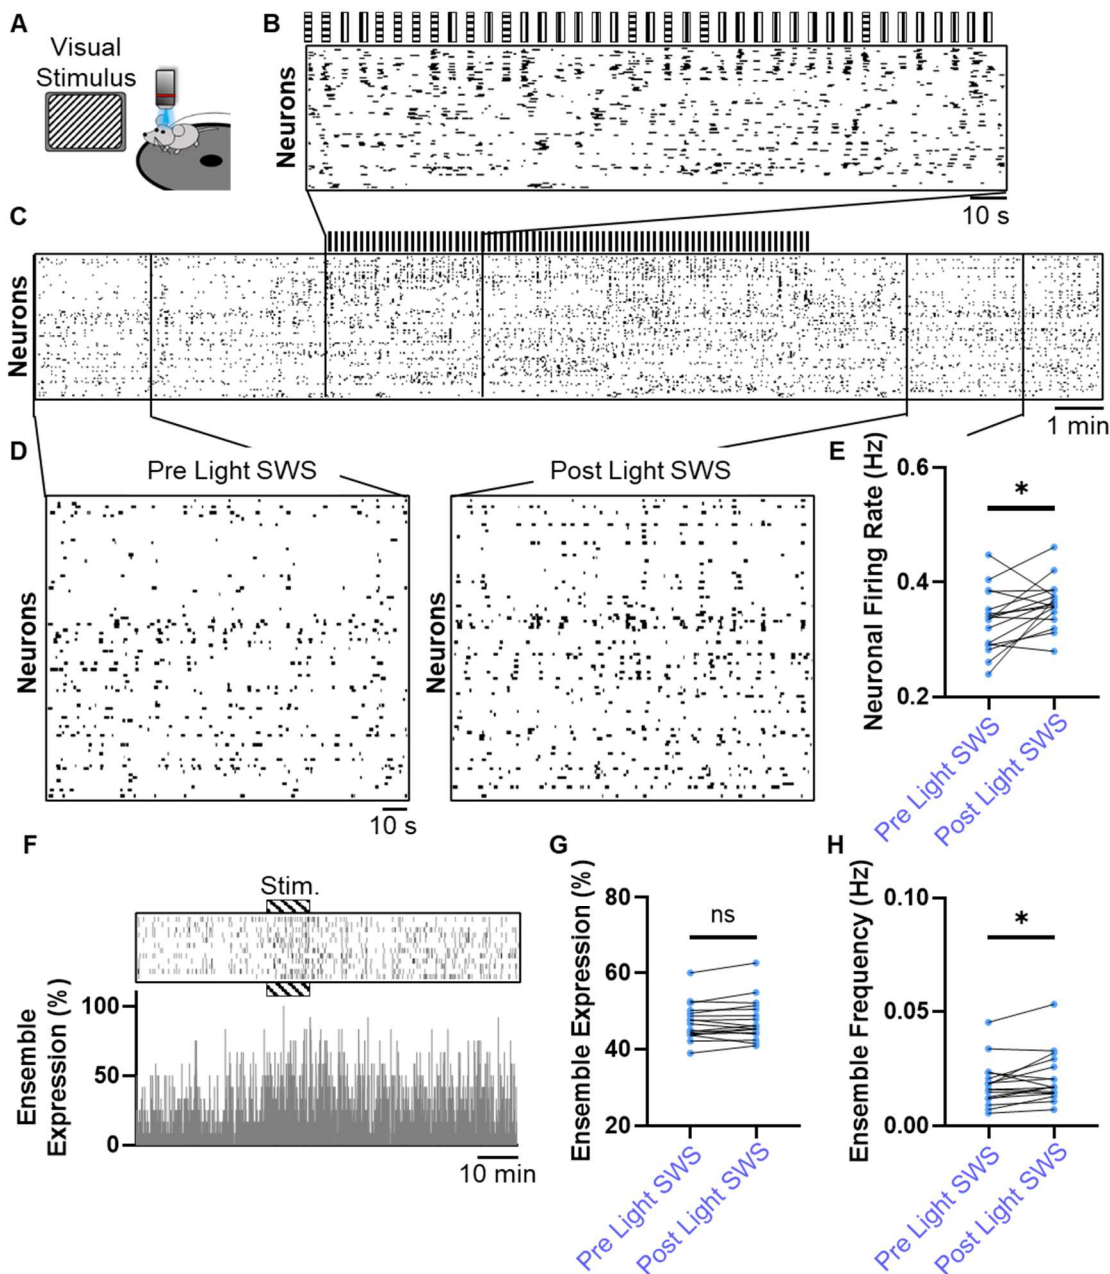 A
Visual
Stimulus
B
Neurons
10 s
C
Neurons
1 min
D
Pre Light SWS
Neurons
10 s
Post Light SWS
Neurons
E
Neuronal Firing Rate (Hz)
0.6
0.4
0.2
*
Pre Light SWS
Post Light SWS
F
Stim.
Ensemble
Expression (%)
100
50
0
10 min
G
Ensemble Expression (%)
80
60
40
20
ns
Pre Light SWS
Post Light SWS
H
Ensemble Frequency (Hz)
0.10
0.05
0.00
*
Pre Light SWS
Post Light SWS